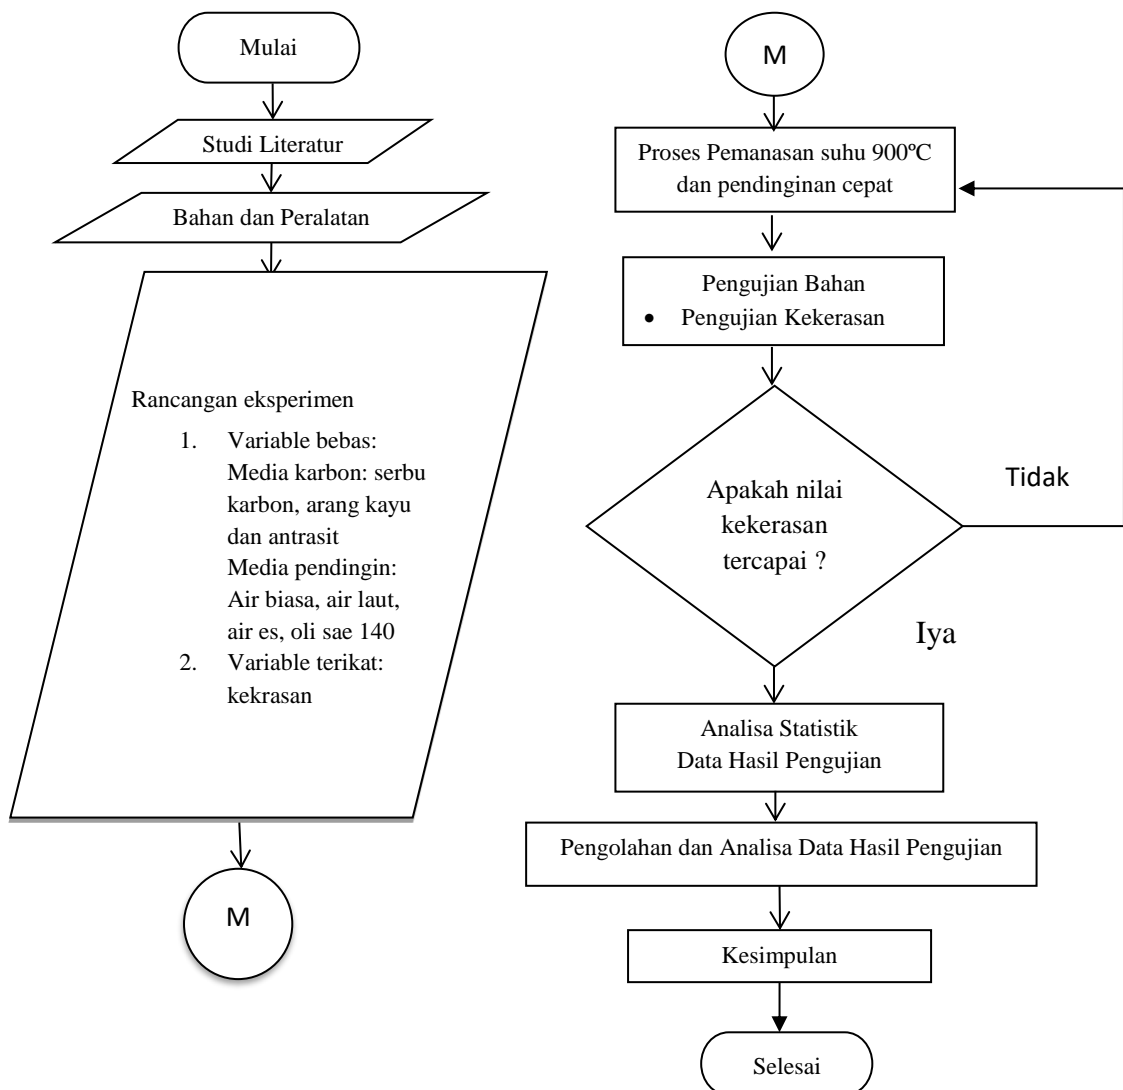 Mulai
Studi Literatur
Bahan dan Peralatan
Rancangan eksperimen
1. Variable bebas:
Media karbon: serbu
karbon, arang kayu
dan antrasit
Media pendingin:
Air biasa, air laut,
air es, oli sae 140
2. Variable terikat:
kekrasan
M
M
Proses Pemanasan suhu 900ºC
dan pendinginan cepat
Pengujian Bahan
• Pengujian Kekerasan
Apakah nilai
kekerasan
tercapai ?
Tidak
Iya
Analisa Statistik
Data Hasil Pengujian
Pengolahan dan Analisa Data Hasil Pengujian
Kesimpulan
Selesai